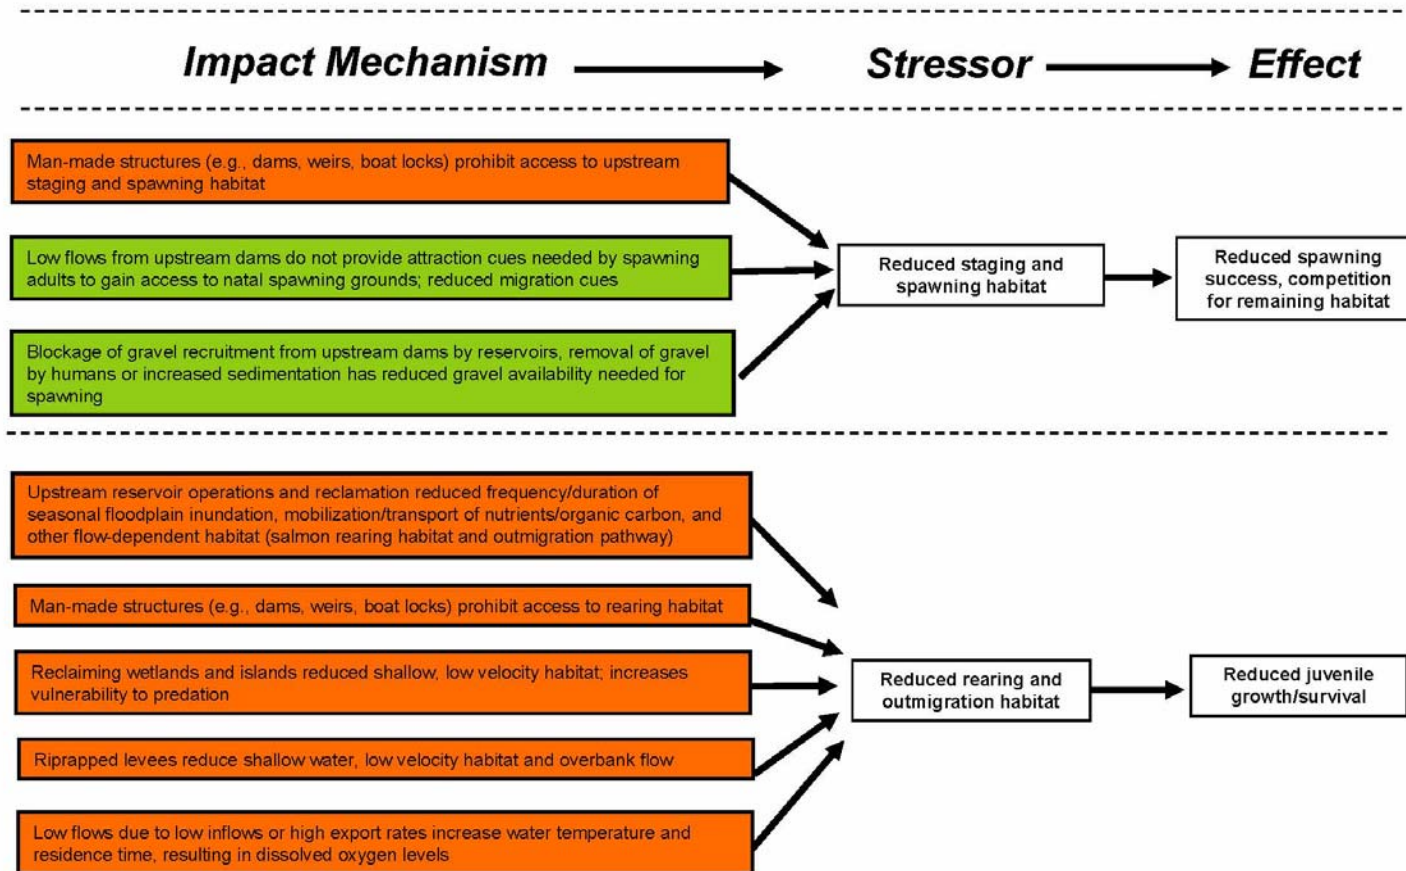 Impact Mechanism Stressor Effect
Man-made structures (e.g., dams, weirs, boat locks) prohibit access to upstream
staging and spawning habitat
Low flows from upstream dams do not provide attraction cues needed by spawning
adults to gain access to natal spawning grounds; reduced migration cues
Blockage of gravel recruitment from upstream dams by reservoirs, removal of gravel
by humans or increased sedimentation has reduced gravel availability needed for
spawning
Reduced staging and
spawning habitat
Reduced spawning
success, competition
for remaining habitat
Upstream reservoir operations and reclamation reduced frequency/duration of
seasonal floodplain inundation, mobilization/transport of nutrients/organic carbon, and
other flow-dependent habitat (salmon rearing habitat and outmigration pathway)
Man-made structures (e.g., dams, weirs, boat locks) prohibit access to rearing habitat
Reclaiming wetlands and islands reduced shallow, low velocity habitat; increases
vulnerability to predation
Riprapped levees reduce shallow water, low velocity habitat and overbank flow
Low flows due to low inflows or high export rates increase water temperature and
residence time, resulting in dissolved oxygen levels
Reduced rearing and
outmigration habitat
Reduced juvenile
growth/survival